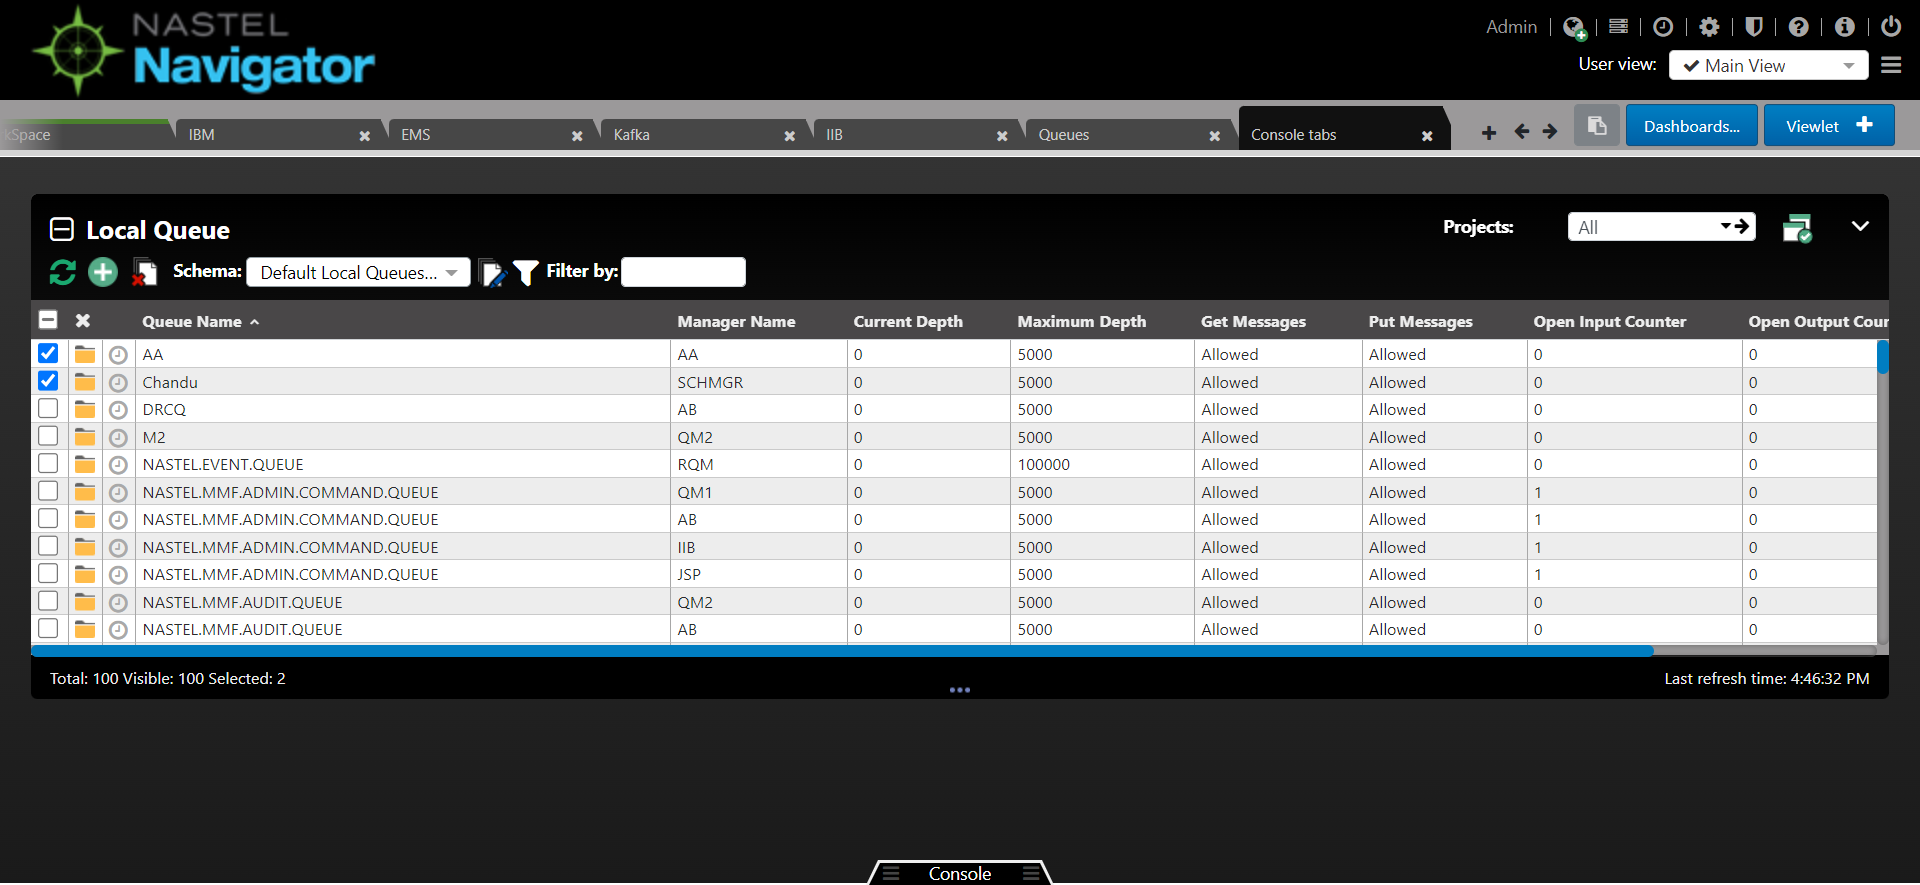 NASTEL
Navigator
Admin
User view: Main View
kSpace IBM EMS Kafka IIB Queues Console tabs Dashboards... Viewlet
Local Queue
Projects: All
Schema: Default Local Queues... Filter by:
Queue Name Manager Name Current Depth Maximum Depth Get Messages Put Messages Open Input Counter Open Output Coun
AA AA 0 5000 Allowed Allowed 0 0
Chandu SCHMGR 0 5000 Allowed Allowed 0 0
DRCQ AB 0 5000 Allowed Allowed 0 0
M2 QM2 0 5000 Allowed Allowed 0 0
NASTEL.EVENT.QUEUE RQM 0 100000 Allowed Allowed 0 0
NASTEL.MMF.ADMIN.COMMAND.QUEUE QM1 0 5000 Allowed Allowed 1 0
NASTEL.MMF.ADMIN.COMMAND.QUEUE AB 0 5000 Allowed Allowed 1 0
NASTEL.MMF.ADMIN.COMMAND.QUEUE IIB 0 5000 Allowed Allowed 1 0
NASTEL.MMF.ADMIN.COMMAND.QUEUE JSP 0 5000 Allowed Allowed 1 0
NASTEL.MMF.AUDIT.QUEUE QM2 0 5000 Allowed Allowed 0 0
NASTEL.MMF.AUDIT.QUEUE AB 0 5000 Allowed Allowed 0 0
Total: 100 Visible: 100 Selected: 2
Last refresh time: 4:46:32 PM
Console